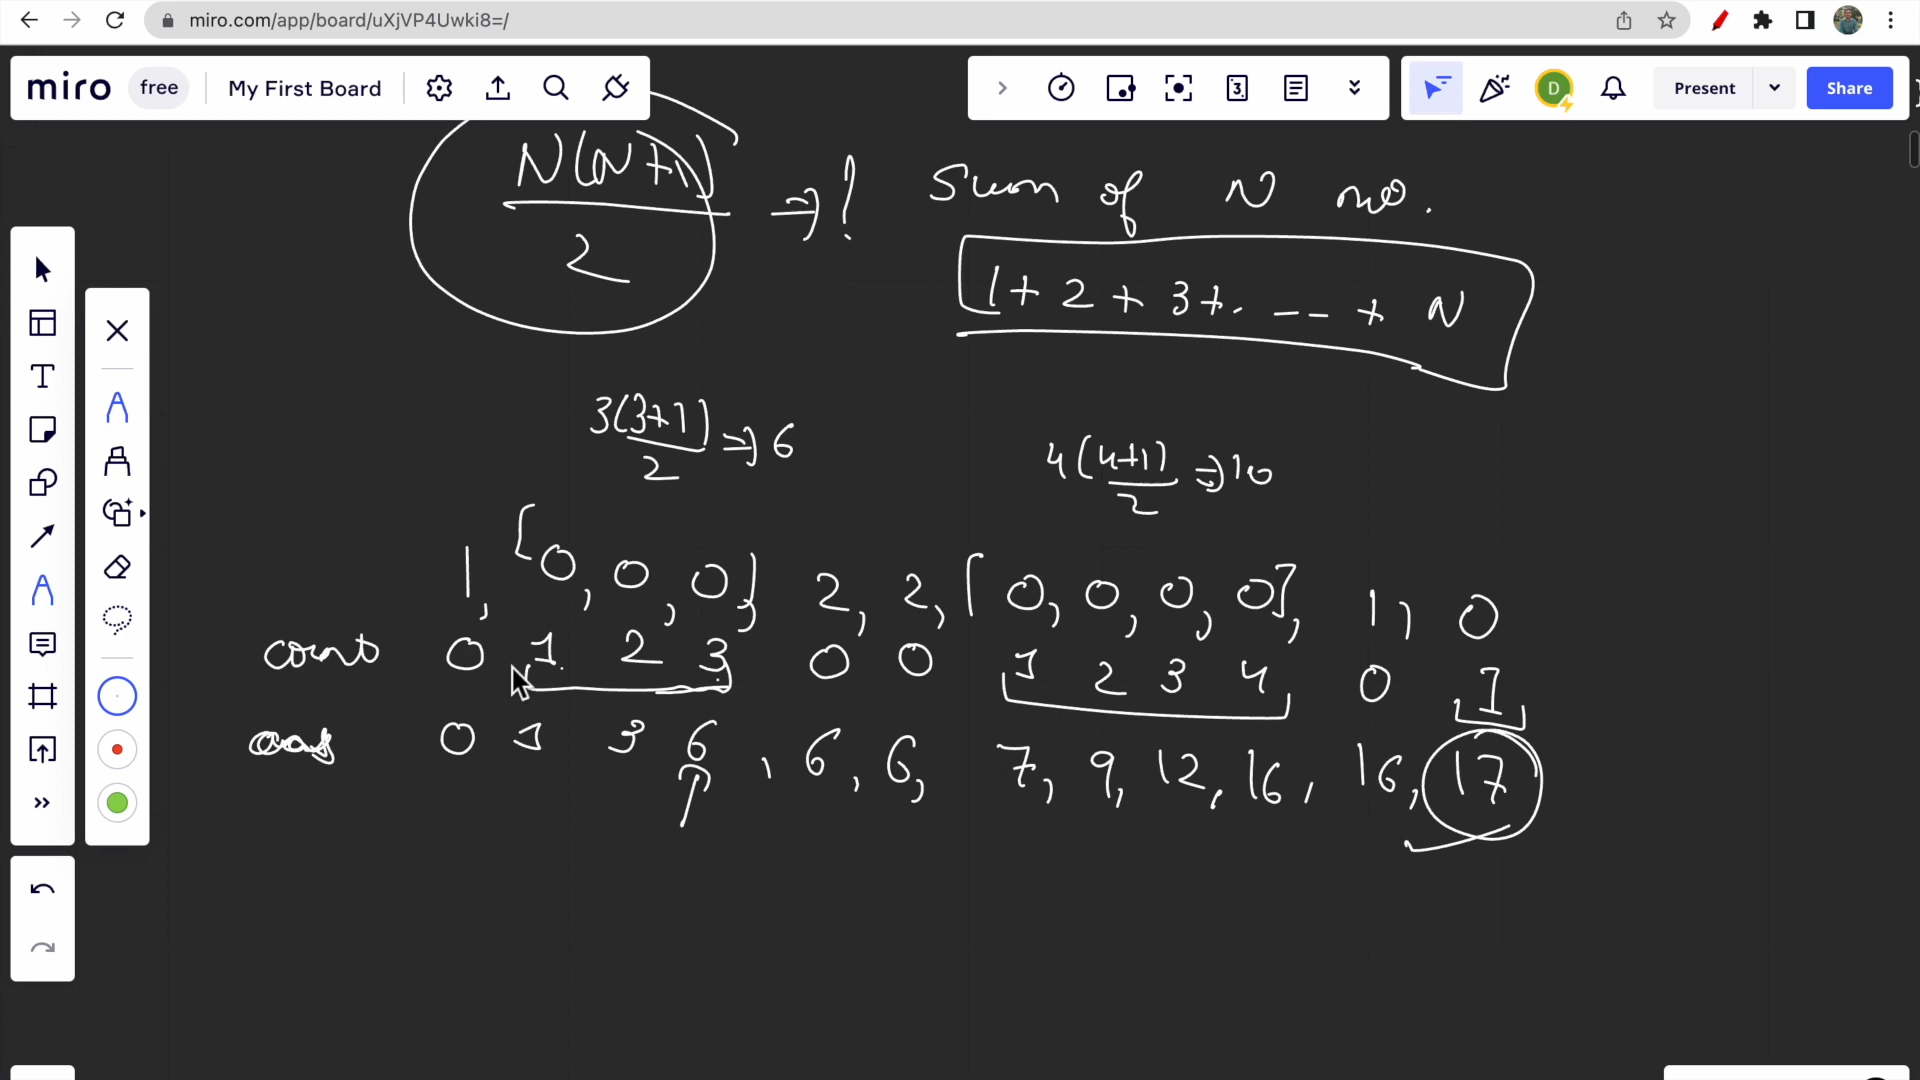 miro.com/app/board/uXjVP4Uwki8=/
miro free My First Board
3
D
Present
Share
N(N+1)
2
=> ! Sum of N no.
1 + 2 + 3 + . -- + N
3(3+1)
2
=> 6
4(4+1)
2
=> 10
1, [0, 0, 0} 2, 2, [0, 0, 0, 0], 1, 0
count 0 1 2 3 0 0 1 2 3 4 0 1
ans 0 1 3 6 , 6, 6, 7, 9, 12, 16, 16, 17